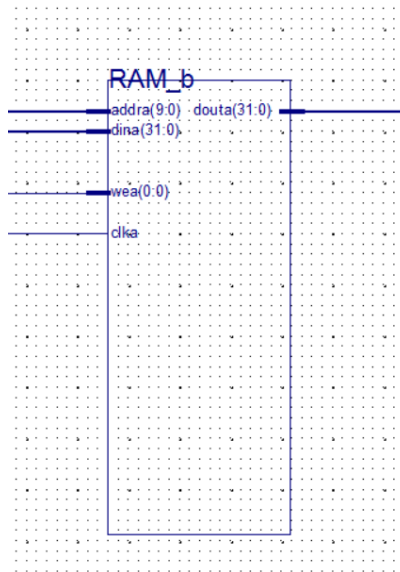 RAM_b
addra(9:0) douta(31:0)
dina(31:0)
wea(0:0)
clka